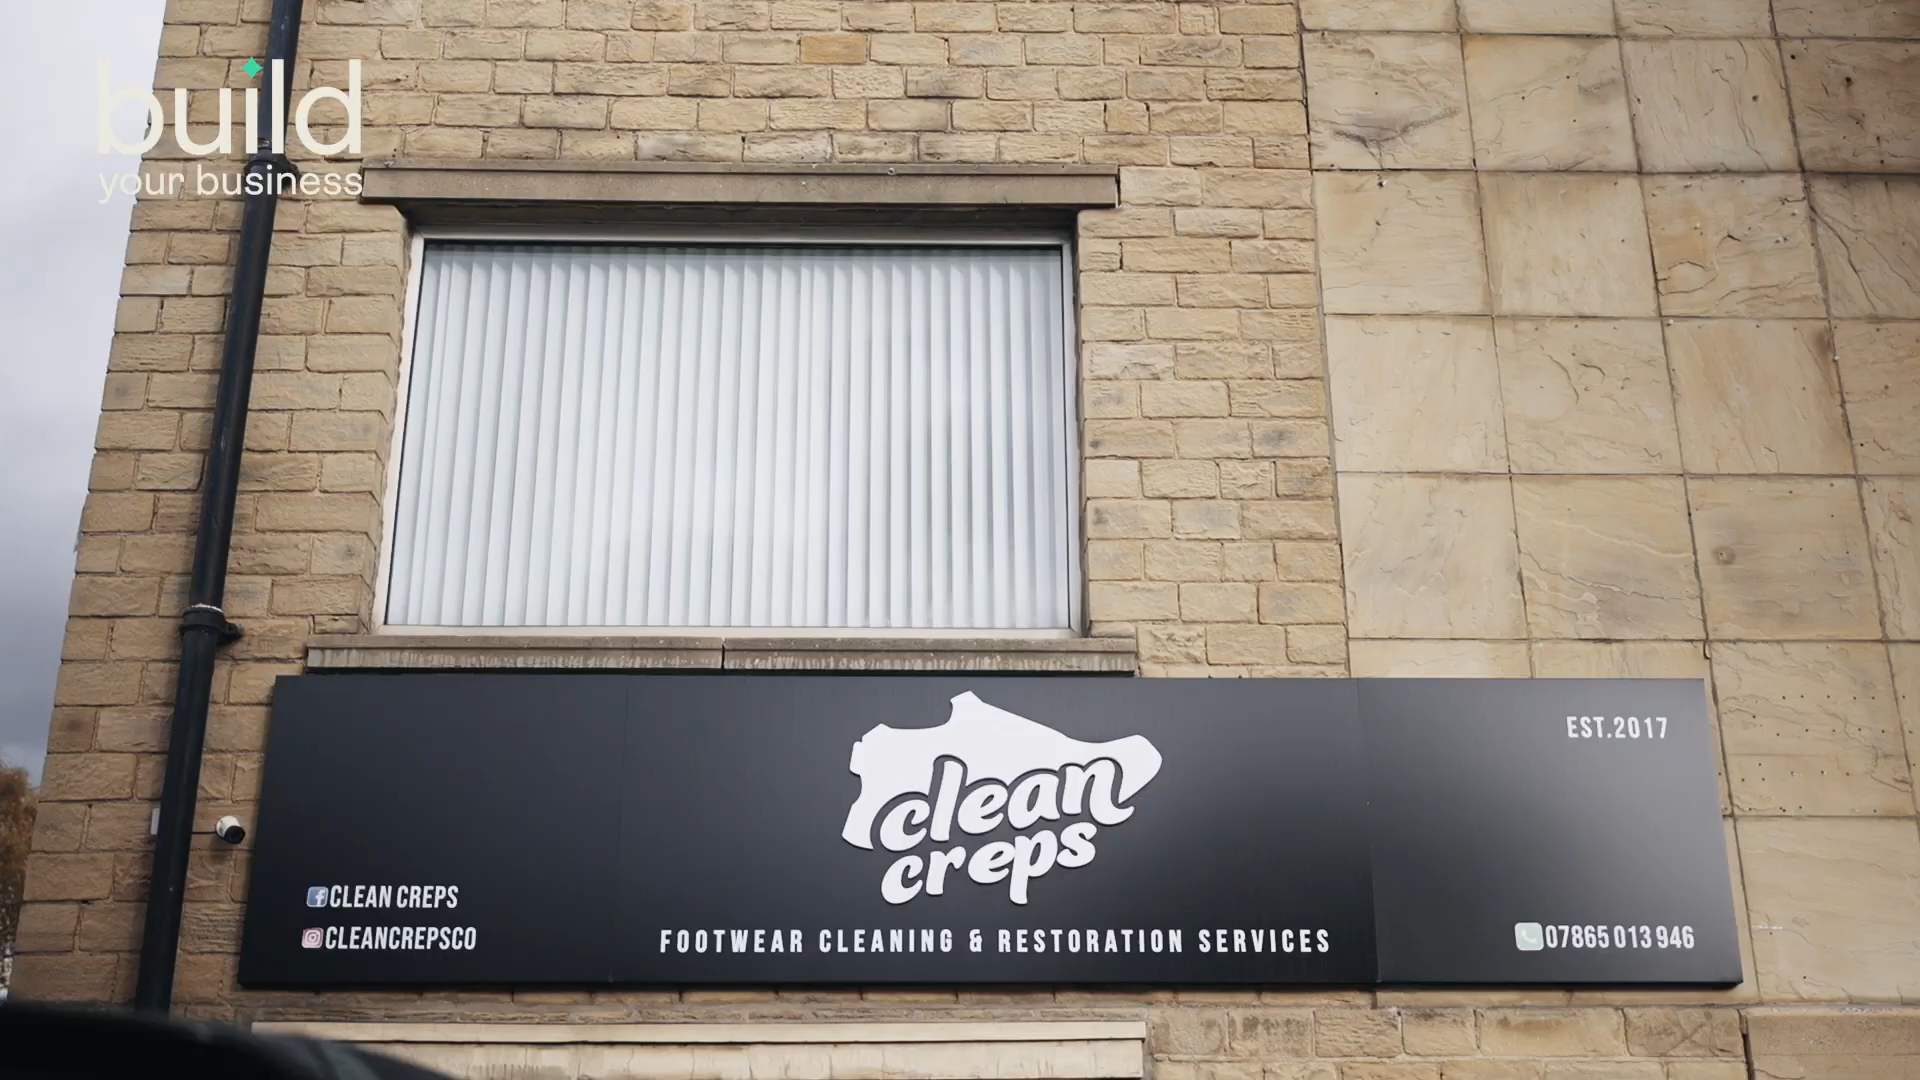 build
your business
EST.2017
clean
creps
CLEAN CREPS
CLEANCREPSCO
FOOTWEAR CLEANING & RESTORATION SERVICES
07865 013 946